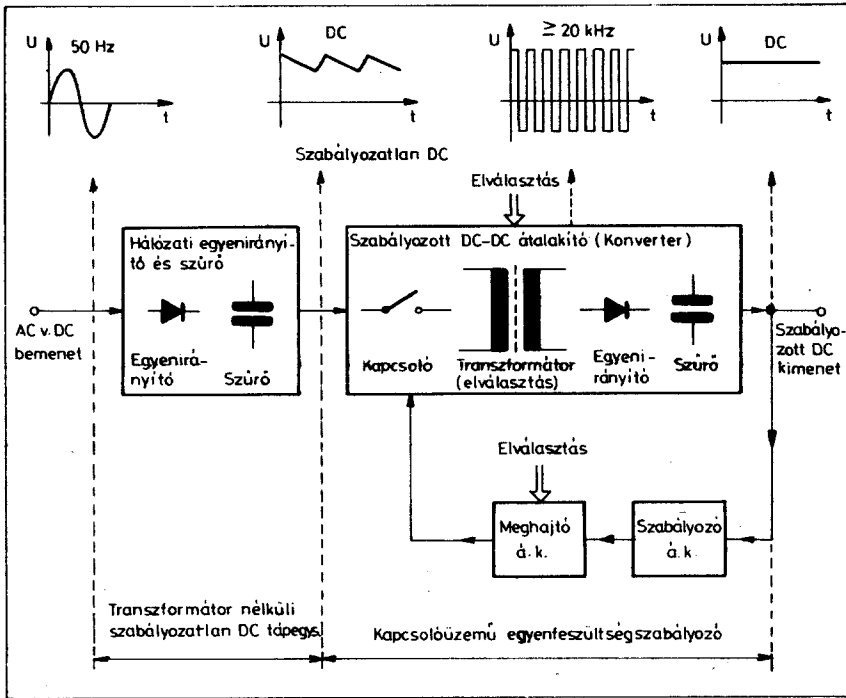 U
50 Hz
t
U
DC
t
U
≥ 20 kHz
t
U
DC
t
Szabályozatlan DC
Elválasztás
Hálózati egyenirányí-
tó és szűrő
Egyenirá-
nyító
Szűrő
AC v. DC
bemenet
Szabályozott DC-DC átalakító (Konverter)
Kapcsoló
Transzformátor
(elválasztás)
Egyeni-
rányító
Szűrő
Szabályo-
zott DC
kimenet
Elválasztás
Meghajtó
á.k.
Szabályozó
á.k.
Transzformátor nélküli
szabályozatlan DC tápegys.
Kapcsolóüzemű egyenfeszültségszabályozó